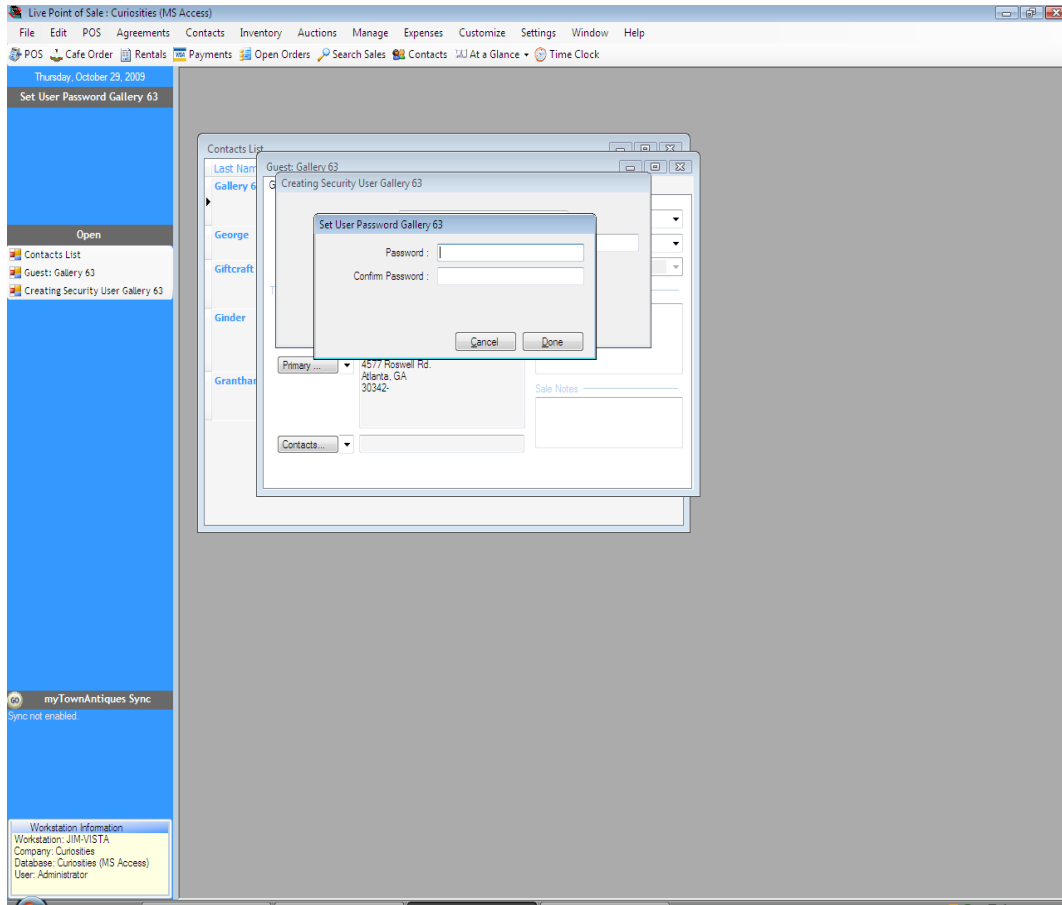 Live Point of Sale : Curiosities (MS Access)
File Edit POS Agreements Contacts Inventory Auctions Manage Expenses Customize Settings Window Help
POS Cafe Order Rentals Payments Open Orders Search Sales Contacts At a Glance Time Clock
Thursday, October 29, 2009
Set User Password Gallery 63
Contacts List
Guest: Gallery 63
Last Nam
Creating Security User Gallery 63
Gallery 6
Set User Password Gallery 63
George
Password :
Open
Contacts List
Giftcraft
Confirm Password :
Guest: Gallery 63
Creating Security User Gallery 63
Ginder
Cancel Done
Primary ...
4577 Roswell Rd.
Atlanta, GA
30342-
Granthar
Sale Notes
Contacts...
GO myTownAntiques Sync
Sync not enabled.
Workstation Information
Workstation: JIM-VISTA
Company: Curiosities
Database: Curiosities (MS Access)
User: Administrator